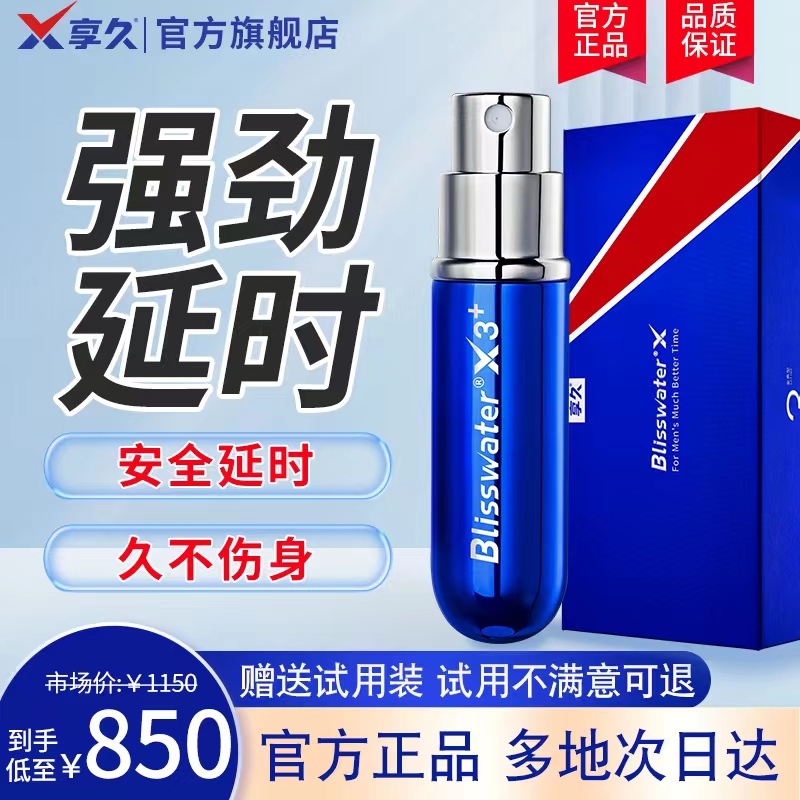 享久 官方旗舰店
官方
正品
品质
保证
强劲
延时
安全延时
久不伤身
Blisswater® X3+
享久
Blisswater® X
For Men's Much Better Time
3
市场价:¥1150
到手
低至¥850
赠送试用装 试用不满意可退
官方正品 多地次日达